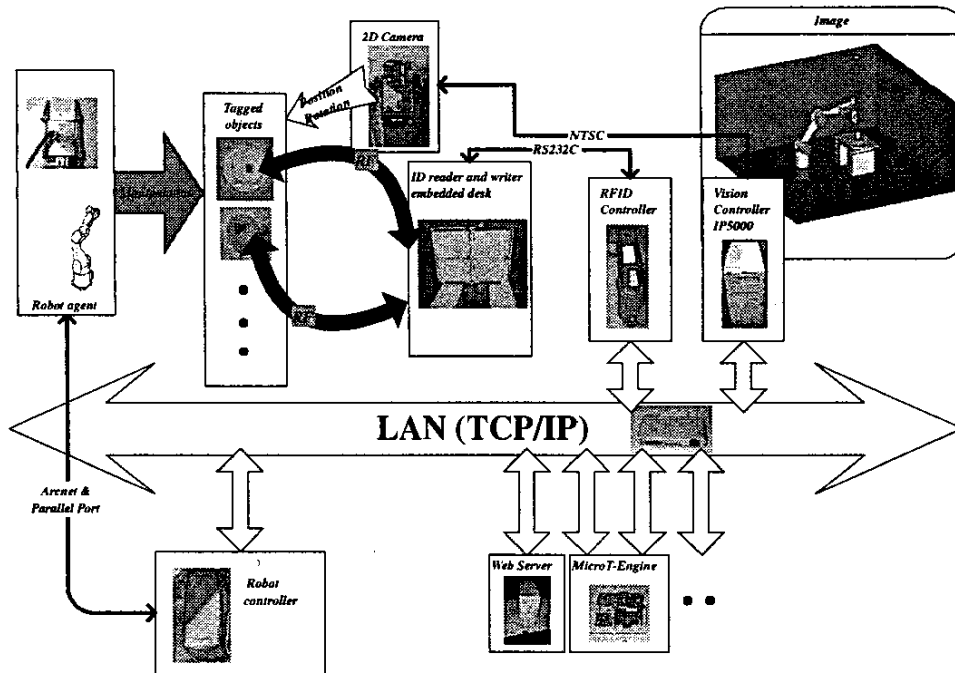 Image
2D Camera
Tagged
objects
Position
Rotation
NTSC
RS232C
RF
ID reader and writer
embedded desk
RFID
Controller
Vision
Controller
IP5000
Robot agent
RF
LAN (TCP/IP)
Arcnet &
Parallel Port
Robot
controller
Web Server
MicroT-Engine